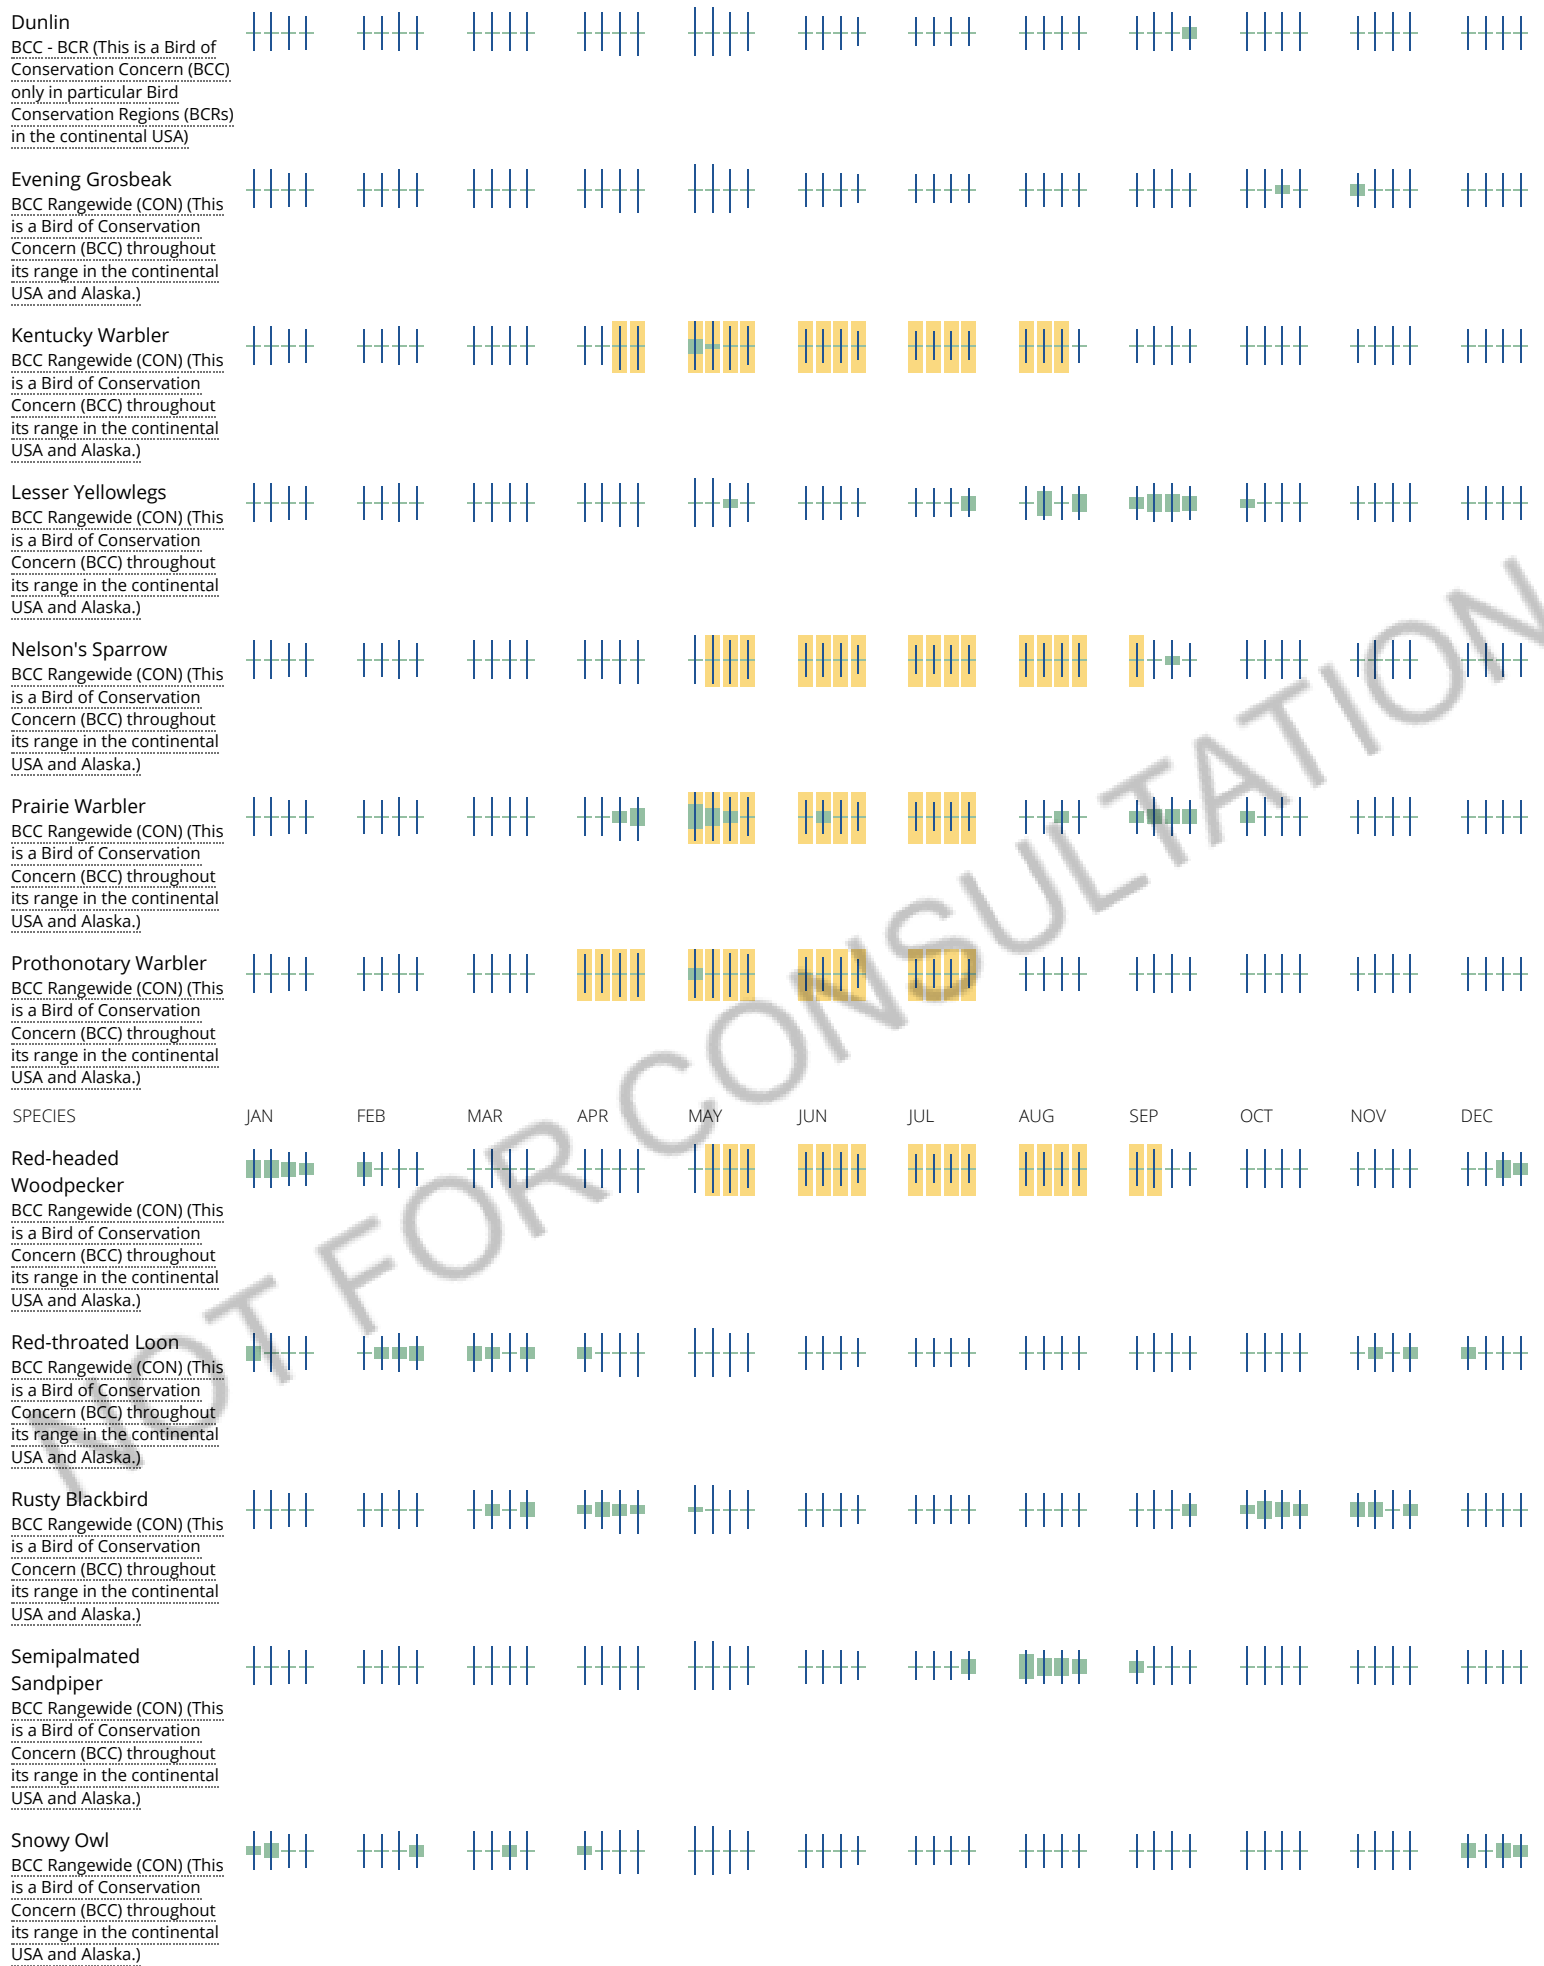 Dunlin
BCC - BCR (This is a Bird of
Conservation Concern (BCC)
only in particular Bird
Conservation Regions (BCRs)
in the continental USA)
Evening Grosbeak
BCC Rangewide (CON) (This
is a Bird of Conservation
Concern (BCC) throughout
its range in the continental
USA and Alaska.)
Kentucky Warbler
BCC Rangewide (CON) (This
is a Bird of Conservation
Concern (BCC) throughout
its range in the continental
USA and Alaska.)
Lesser Yellowlegs
BCC Rangewide (CON) (This
is a Bird of Conservation
Concern (BCC) throughout
its range in the continental
USA and Alaska.)
Nelson's Sparrow
BCC Rangewide (CON) (This
is a Bird of Conservation
Concern (BCC) throughout
its range in the continental
USA and Alaska.)
Prairie Warbler
BCC Rangewide (CON) (This
is a Bird of Conservation
Concern (BCC) throughout
its range in the continental
USA and Alaska.)
Prothonotary Warbler
BCC Rangewide (CON) (This
is a Bird of Conservation
Concern (BCC) throughout
its range in the continental
USA and Alaska.)
SPECIES JAN FEB MAR APR MAY JUN JUL AUG SEP OCT NOV DEC
Red-headed
Woodpecker
BCC Rangewide (CON) (This
is a Bird of Conservation
Concern (BCC) throughout
its range in the continental
USA and Alaska.)
Red-throated Loon
BCC Rangewide (CON) (This
is a Bird of Conservation
Concern (BCC) throughout
its range in the continental
USA and Alaska.)
Rusty Blackbird
BCC Rangewide (CON) (This
is a Bird of Conservation
Concern (BCC) throughout
its range in the continental
USA and Alaska.)
Semipalmated
Sandpiper
BCC Rangewide (CON) (This
is a Bird of Conservation
Concern (BCC) throughout
its range in the continental
USA and Alaska.)
Snowy Owl
BCC Rangewide (CON) (This
is a Bird of Conservation
Concern (BCC) throughout
its range in the continental
USA and Alaska.)
NOT FOR CONSULTATION